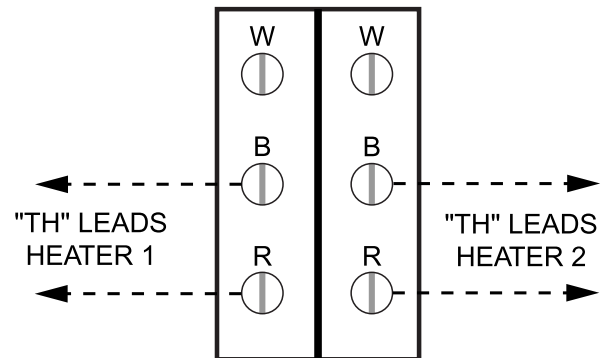 W W
B B
"TH" LEADS
HEATER 1
"TH" LEADS
HEATER 2
R R